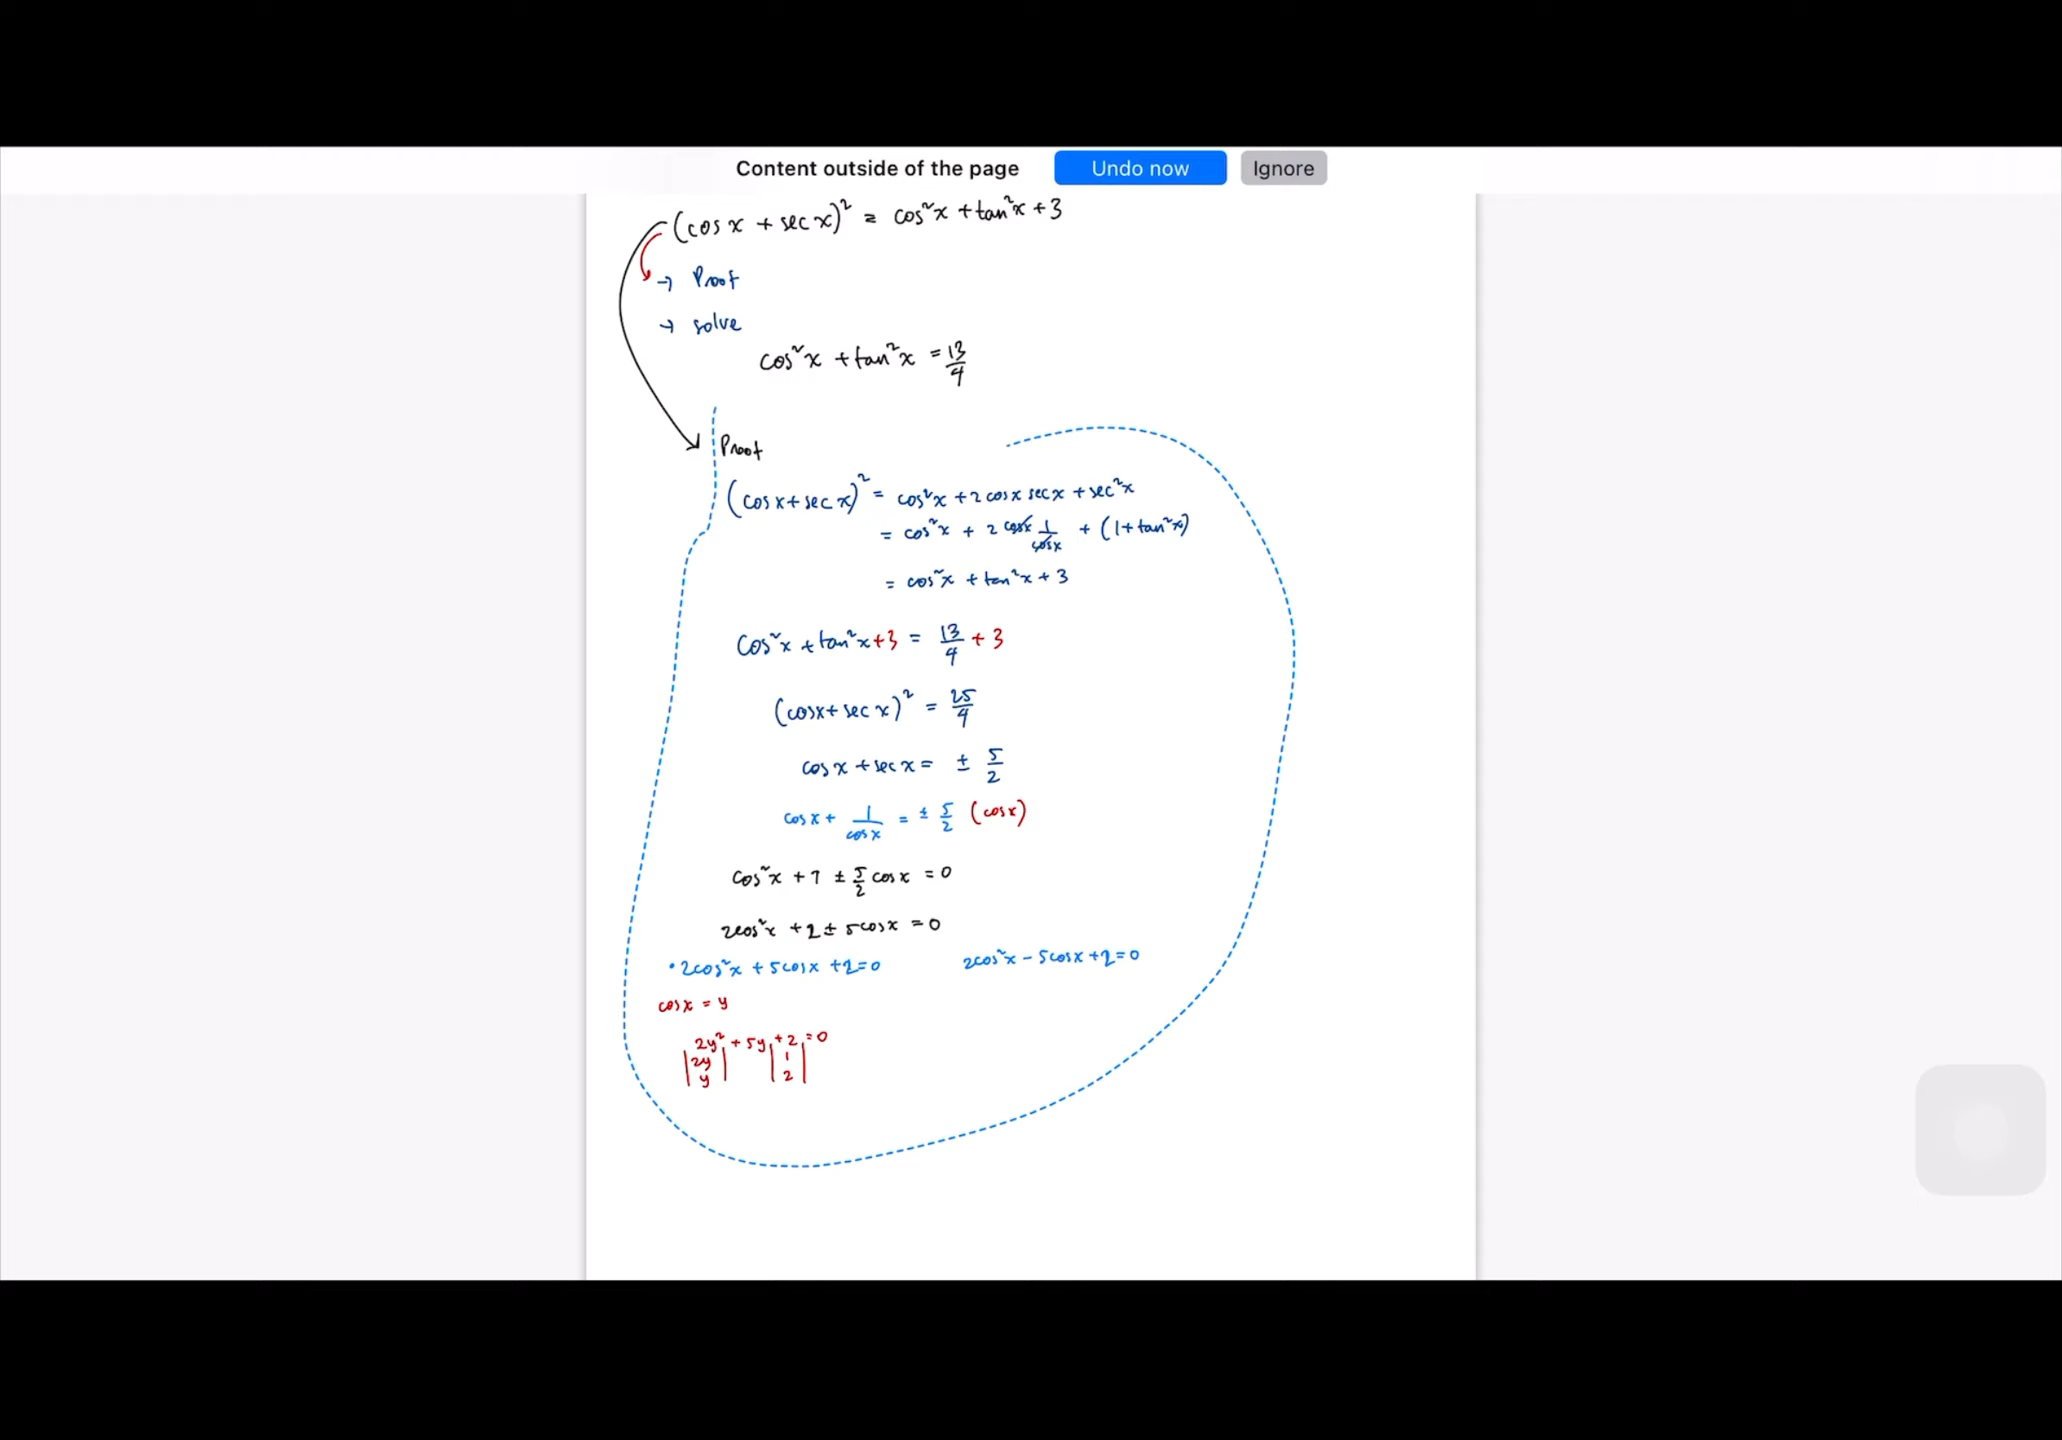 Content outside of the page Undo now Ignore
(cos x + sec x)² = cos²x + tan²x + 3
→ Proof
→ solve
cos²x + tan²x = 13/4
Proof
(cos x + sec x)² = cos²x + 2 cos x sec x + sec²x
= cos²x + 2 cos x 1/cos x + (1 + tan²x)
= cos²x + tan²x + 3
cos²x + tan²x + 3 = 13/4 + 3
(cos x + sec x)² = 25/4
cos x + sec x = ± 5/2
cos x + 1/cos x = ± 5/2 (cos x)
cos²x + 1 ± 5/2 cos x = 0
2cos²x + 2 ± 5cos x = 0
• 2cos²x + 5cos x + 2 = 0 2cos²x - 5cos x + 2 = 0
cos x = y
2y² + 5y + 2 = 0
|2y| |1|
|y| |2|